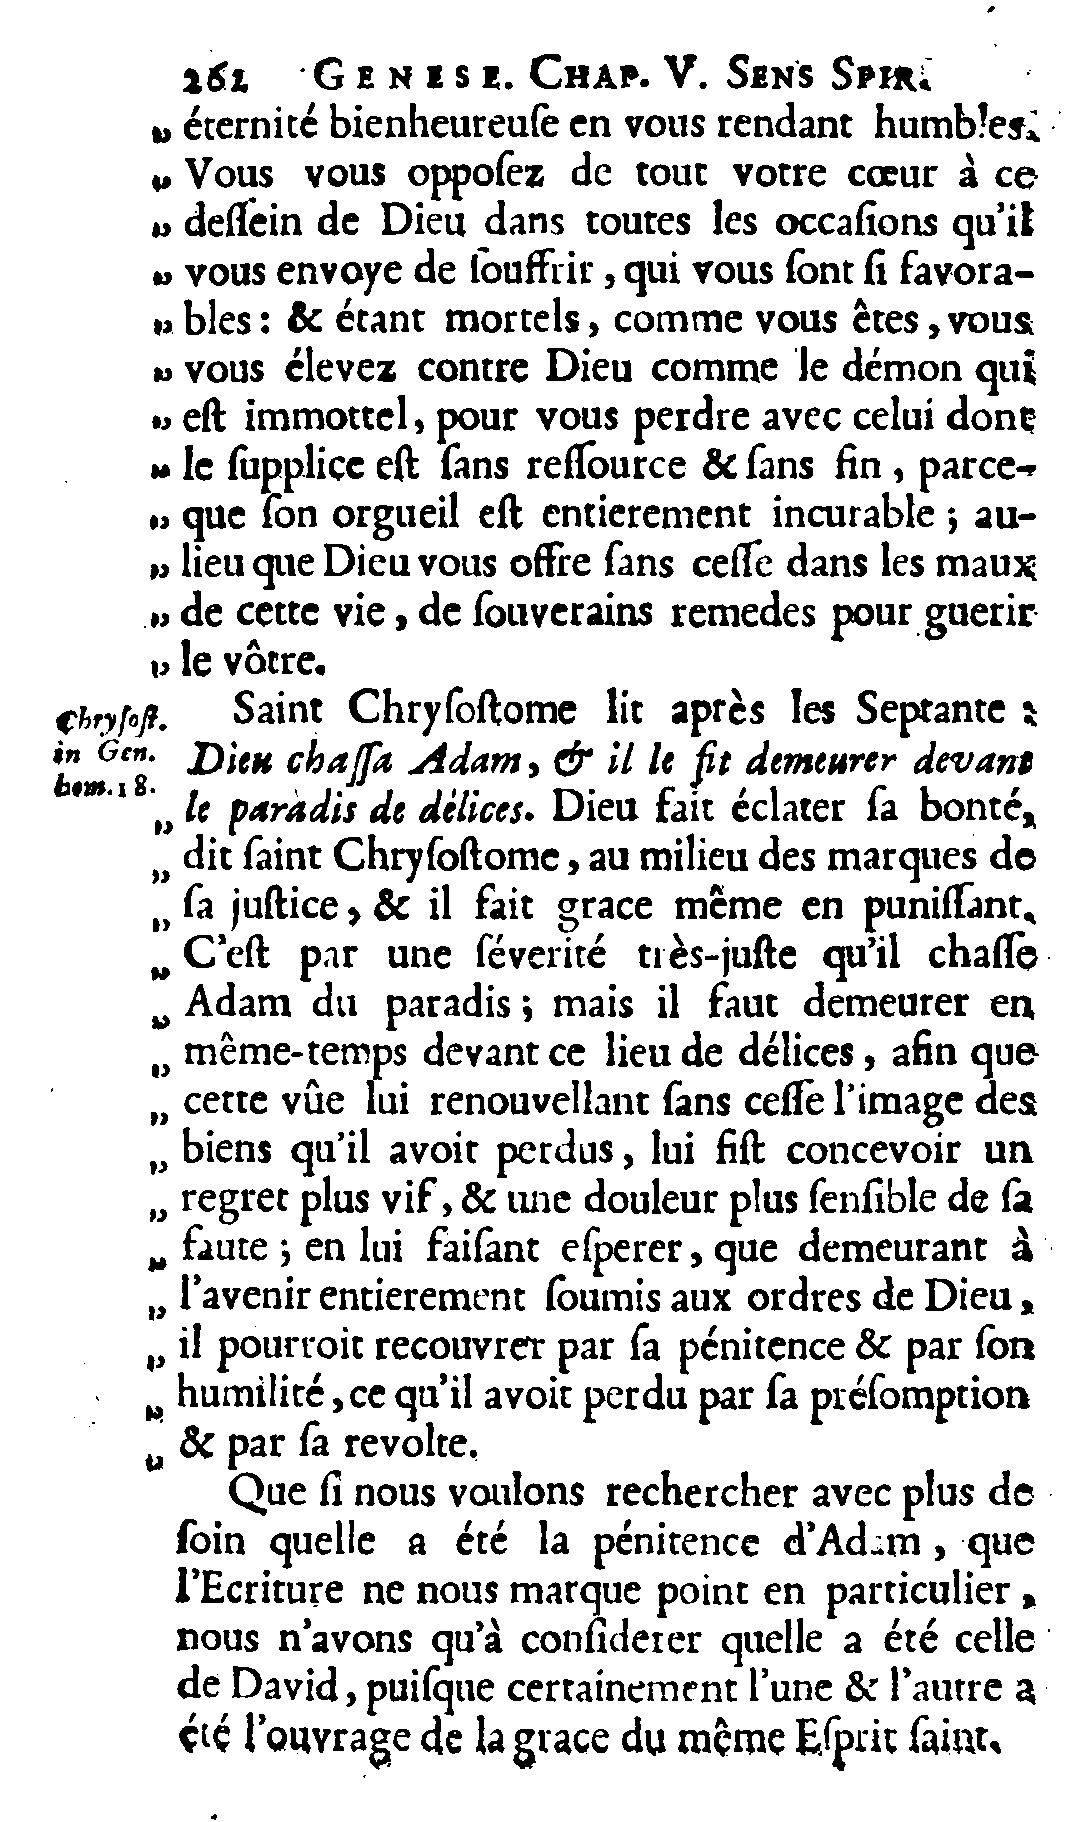 262 GENESE. CHAP. V. SENS SPIR.
„ éternité bienheureuſe en vous rendant humbles.
„ Vous vous oppoſez de tout votre cœur à ce
„ deſſein de Dieu dans toutes les occaſions qu'il
„ vous envoye de ſouffrir, qui vous ſont ſi favora-
„ bles: & étant mortels, comme vous êtes, vous
„ vous élevez contre Dieu comme le démon qui
„ eſt immottel, pour vous perdre avec celui dont
„ le ſupplice eſt ſans reſſource & ſans fin, parce-
„ que ſon orgueil eſt entierement incurable; au-
„ lieu que Dieu vous offre ſans ceſſe dans les maux
„ de cette vie, de ſouverains remedes pour guerir
„ le vôtre.
Chryſoſt.
in Gen.
hom. 18.
Saint Chryſoſtome lit après les Septante:
Dieu chaſſa Adam, & il le fit demeurer devant
„ le paradis de délices. Dieu fait éclater ſa bonté,
„ dit ſaint Chryſoſtome, au milieu des marques de
„ ſa juſtice, & il fait grace même en puniſſant.
„ C'eſt par une ſéverité très-juſte qu'il chaſſe
„ Adam du paradis; mais il faut demeurer en
„ même-temps devant ce lieu de délices, afin que
„ cette vûe lui renouvellant ſans ceſſe l'image des
„ biens qu'il avoit perdus, lui fiſt concevoir un
„ regret plus vif, & une douleur plus ſenſible de ſa
„ faute; en lui faiſant eſperer, que demeurant à
„ l'avenir entierement ſoumis aux ordres de Dieu,
„ il pourroit recouvrer par ſa pénitence & par ſon
„ humilité, ce qu'il avoit perdu par ſa préſomption
„ & par ſa revolte.
Que ſi nous voulons rechercher avec plus de
ſoin quelle a été la pénitence d'Adam, que
l'Ecriture ne nous marque point en particulier,
nous n'avons qu'à conſiderer quelle a été celle
de David, puiſque certainement l'une & l'autre a
été l'ouvrage de la grace du même Eſprit ſaint.